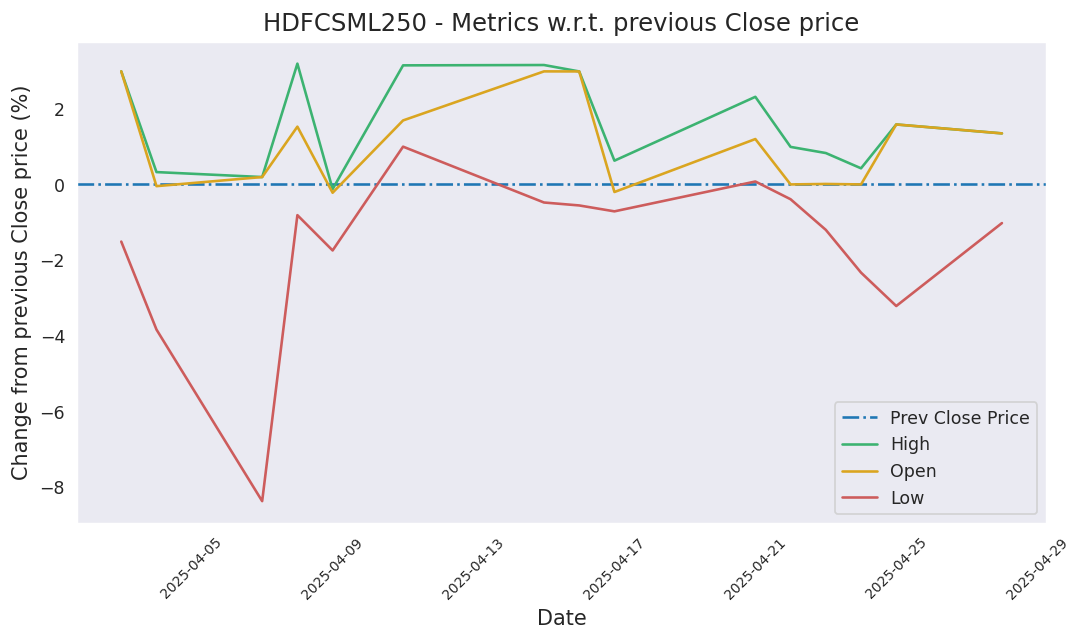 HDFCSML250 - Metrics w.r.t. previous Close price
Change from previous Close price (%)
2
0
−2
−4
−6
−8
Prev Close Price
High
Open
Low
2025-04-05
2025-04-09
2025-04-13
2025-04-17
2025-04-21
2025-04-25
2025-04-29
Date